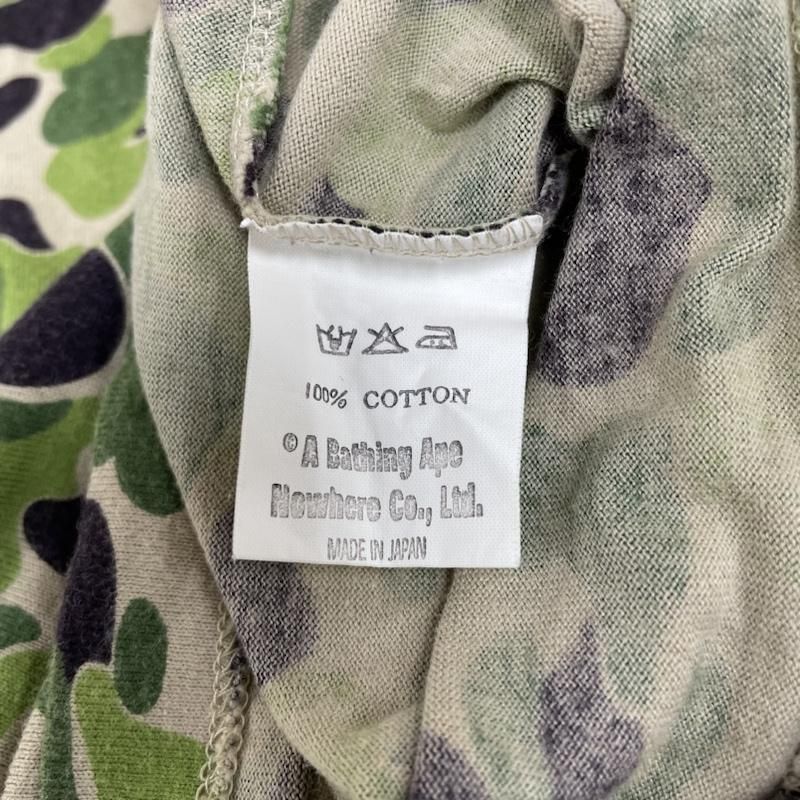 100% COTTON
© A Bathing Ape
Nowhere Co., Ltd.
MADE IN JAPAN